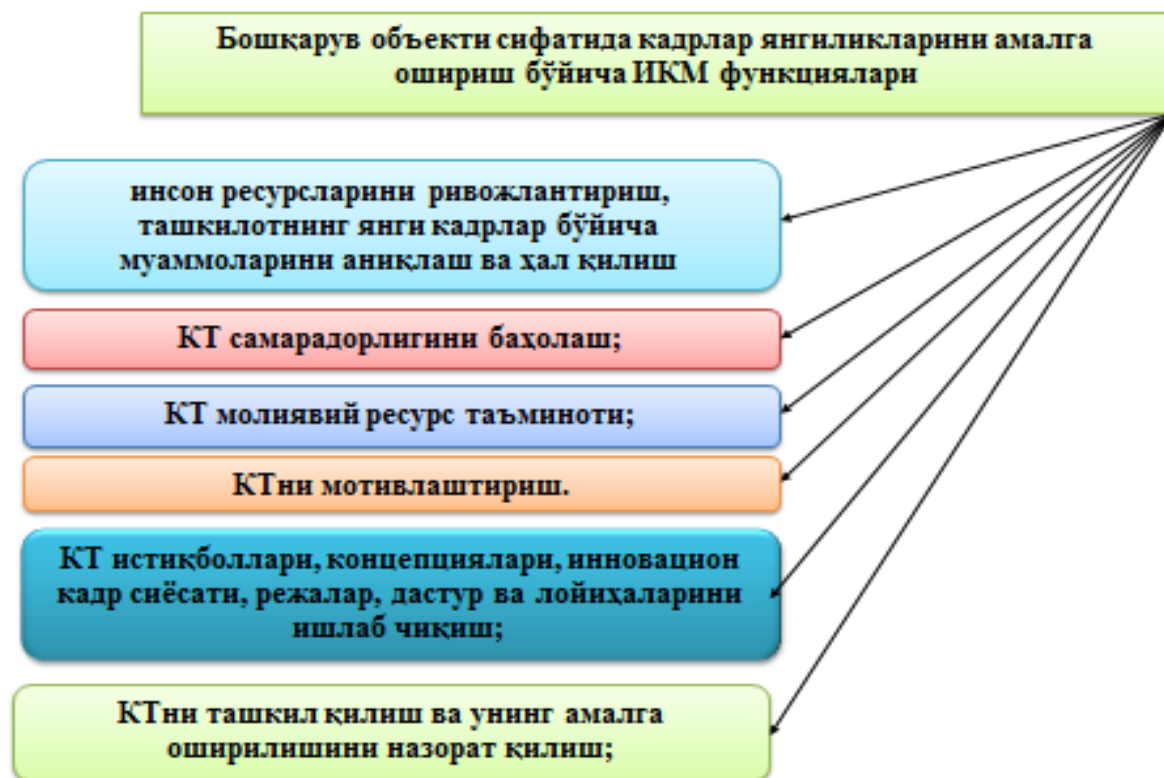 Бошқарув объекти сифатида кадрлар янгиликларини амалга
ошириш бўйича ИКМ функциялари
инсон ресурсларини ривожлантириш,
ташкилотнинг янги кадрлар бўйича
муаммоларини аниқлаш ва ҳал қилиш
КТ самарадорлигини баҳолаш;
КТ молиявий ресурс таъминоти;
КТни мотивлаштириш.
КТ истиқболлари, концепциялари, инновацион
кадр сиёсати, режалар, дастур ва лойиҳаларини
ишлаб чиқиш;
КТни ташкил қилиш ва унинг амалга
оширилишини назорат қилиш;